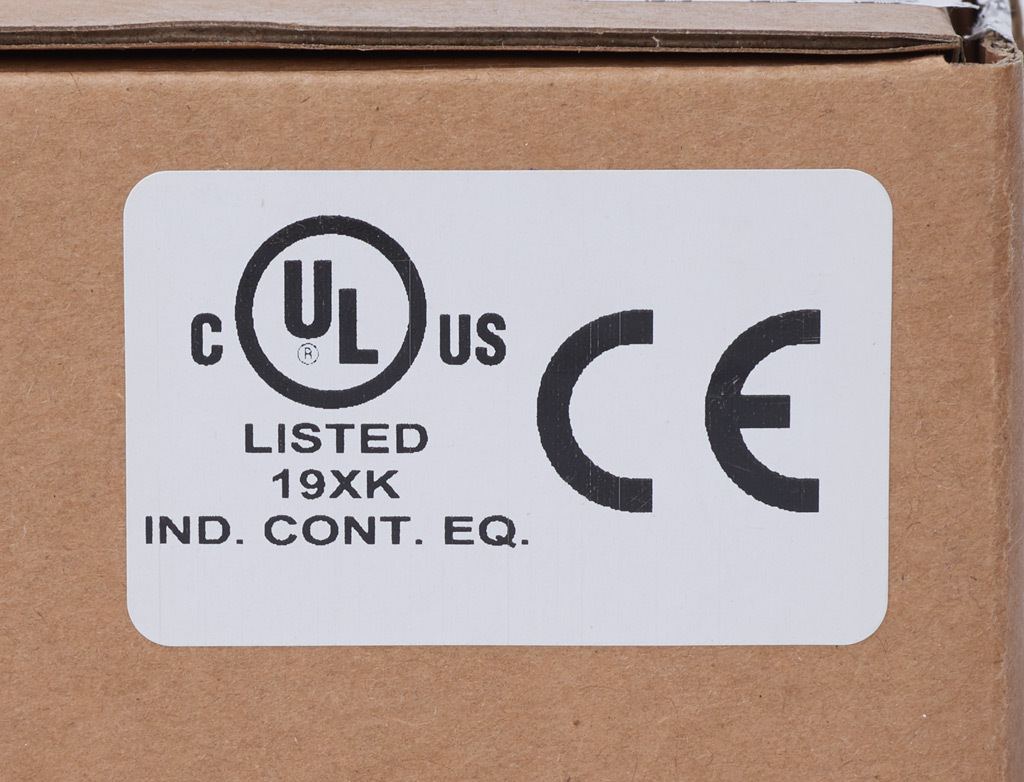 C UL ® US
LISTED
19XK
IND. CONT. EQ.
CE